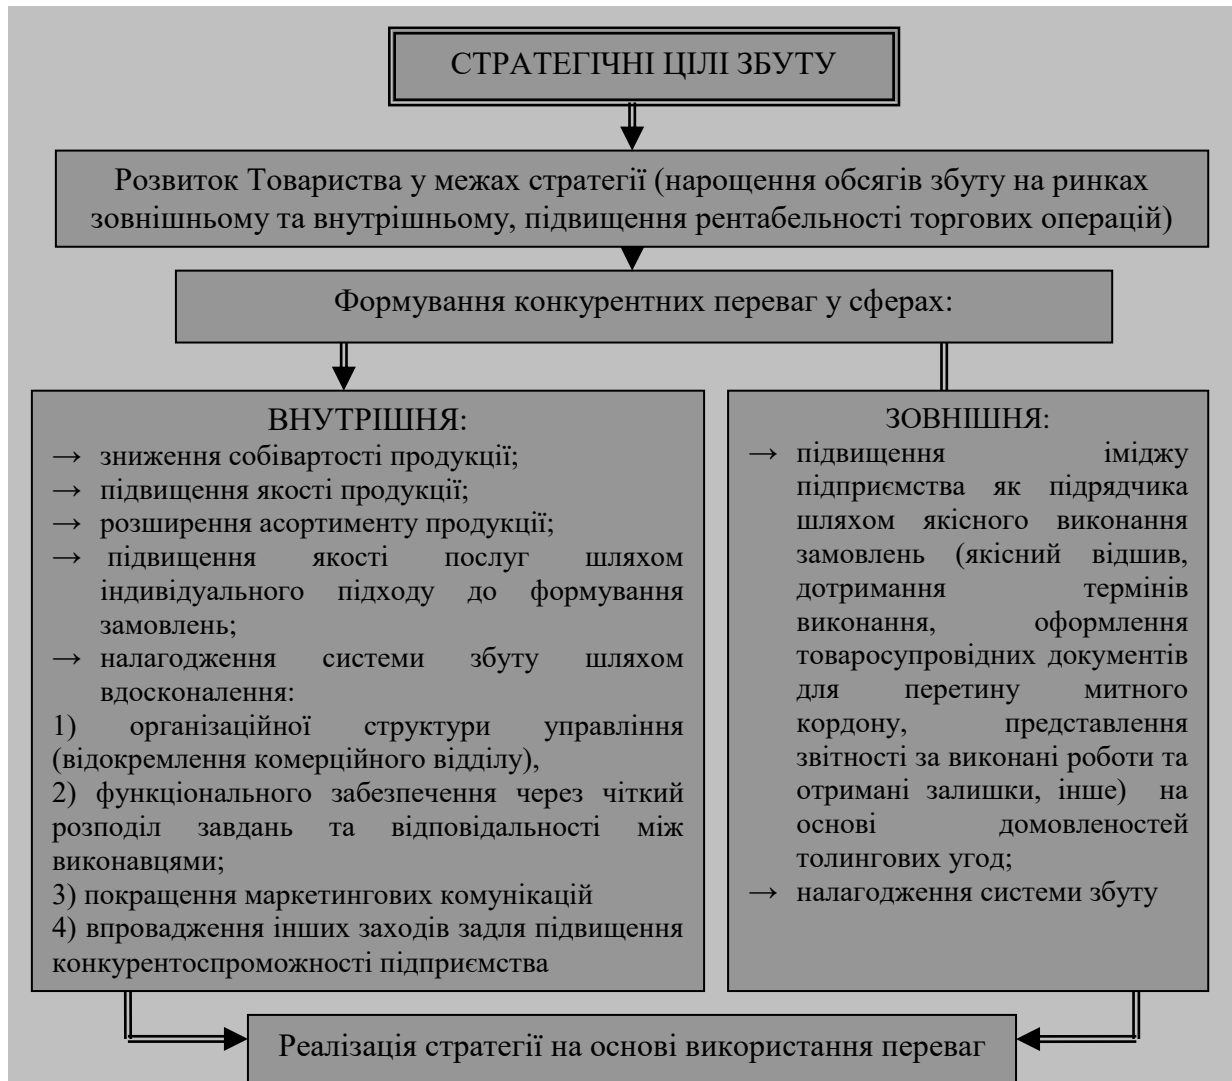 СТРАТЕГІЧНІ ЦІЛІ ЗБУТУ
Розвиток Товариства у межах стратегії (нарощення обсягів збуту на ринках
зовнішньому та внутрішньому, підвищення рентабельності торгових операцій)
Формування конкурентних переваг у сферах:
ВНУТРІШНЯ:
→ зниження собівартості продукції;
→ підвищення якості продукції;
→ розширення асортименту продукції;
→ підвищення якості послуг шляхом
індивідуального підходу до формування
замовлень;
→ налагодження системи збуту шляхом
вдосконалення:
1) організаційної структури управління
(відокремлення комерційного відділу),
2) функціонального забезпечення через чіткий
розподіл завдань та відповідальності між
виконавцями;
3) покращення маркетингових комунікацій
4) впровадження інших заходів задля підвищення
конкурентоспроможності підприємства
ЗОВНІШНЯ:
→ підвищення іміджу
підприємства як підрядчика
шляхом якісного виконання
замовлень (якісний відшив,
дотримання термінів
виконання, оформлення
товаросупровідних документів
для перетину митного
кордону, представлення
звітності за виконані роботи та
отримані залишки, інше) на
основі домовленостей
толингових угод;
→ налагодження системи збуту
Реалізація стратегії на основі використання переваг